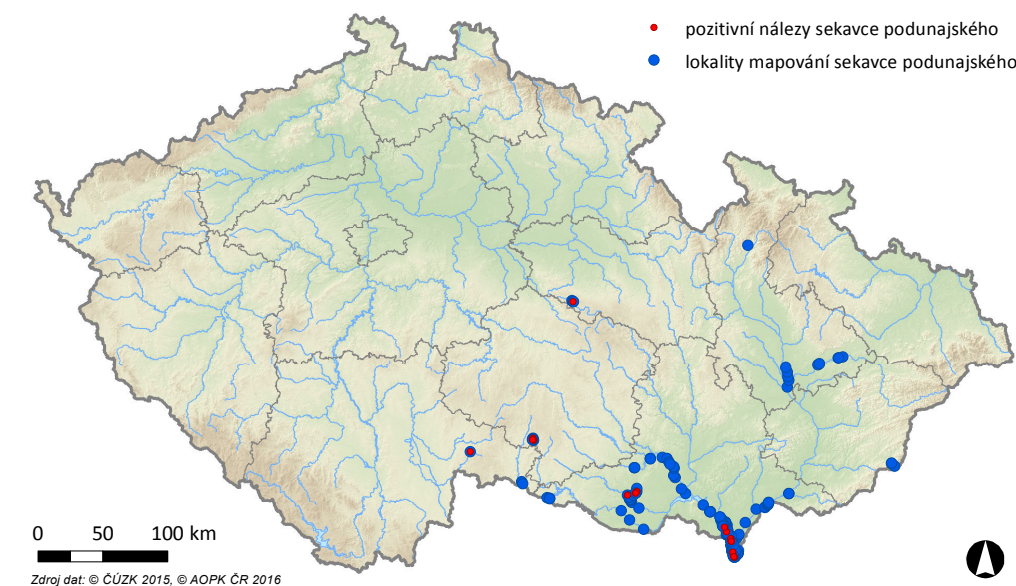 pozitivní nálezy sekavce podunajského
lokality mapování sekavce podunajského
0 50 100 km
Zdroj dat: © ČÚZK 2015, © AOPK ČR 2016